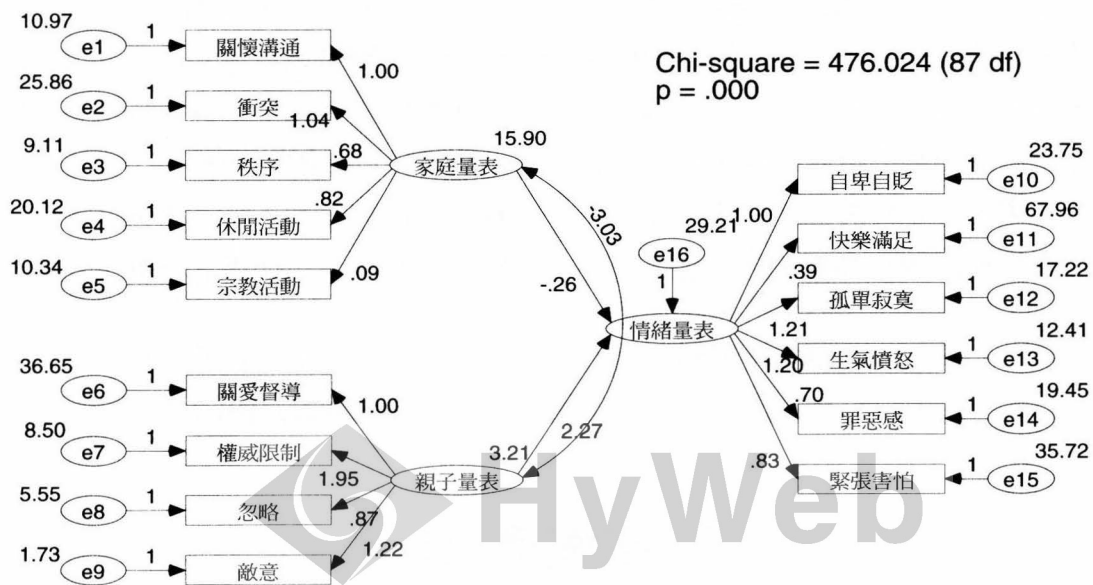 Chi-square = 476.024 (87 df)
p = .000
10.97
e1
1
關懷溝通
1.00
25.86
e2
1
衝突
1.04
9.11
e3
1
秩序
.68
20.12
e4
1
休閒活動
.82
10.34
e5
1
宗教活動
.09
15.90
家庭量表
-3.03
-.26
36.65
e6
1
關愛督導
1.00
8.50
e7
1
權威限制
1.95
5.55
e8
1
忽略
.87
1.73
e9
1
敵意
1.22
3.21
親子量表
2.27
29.21
e16
1
情緒量表
自卑自貶
1
23.75
e10
1.00
快樂滿足
1
67.96
e11
.39
孤單寂寞
1
17.22
e12
1.21
生氣憤怒
1
12.41
e13
1.20
罪惡感
1
19.45
e14
.70
緊張害怕
1
35.72
e15
.83
HyWeb